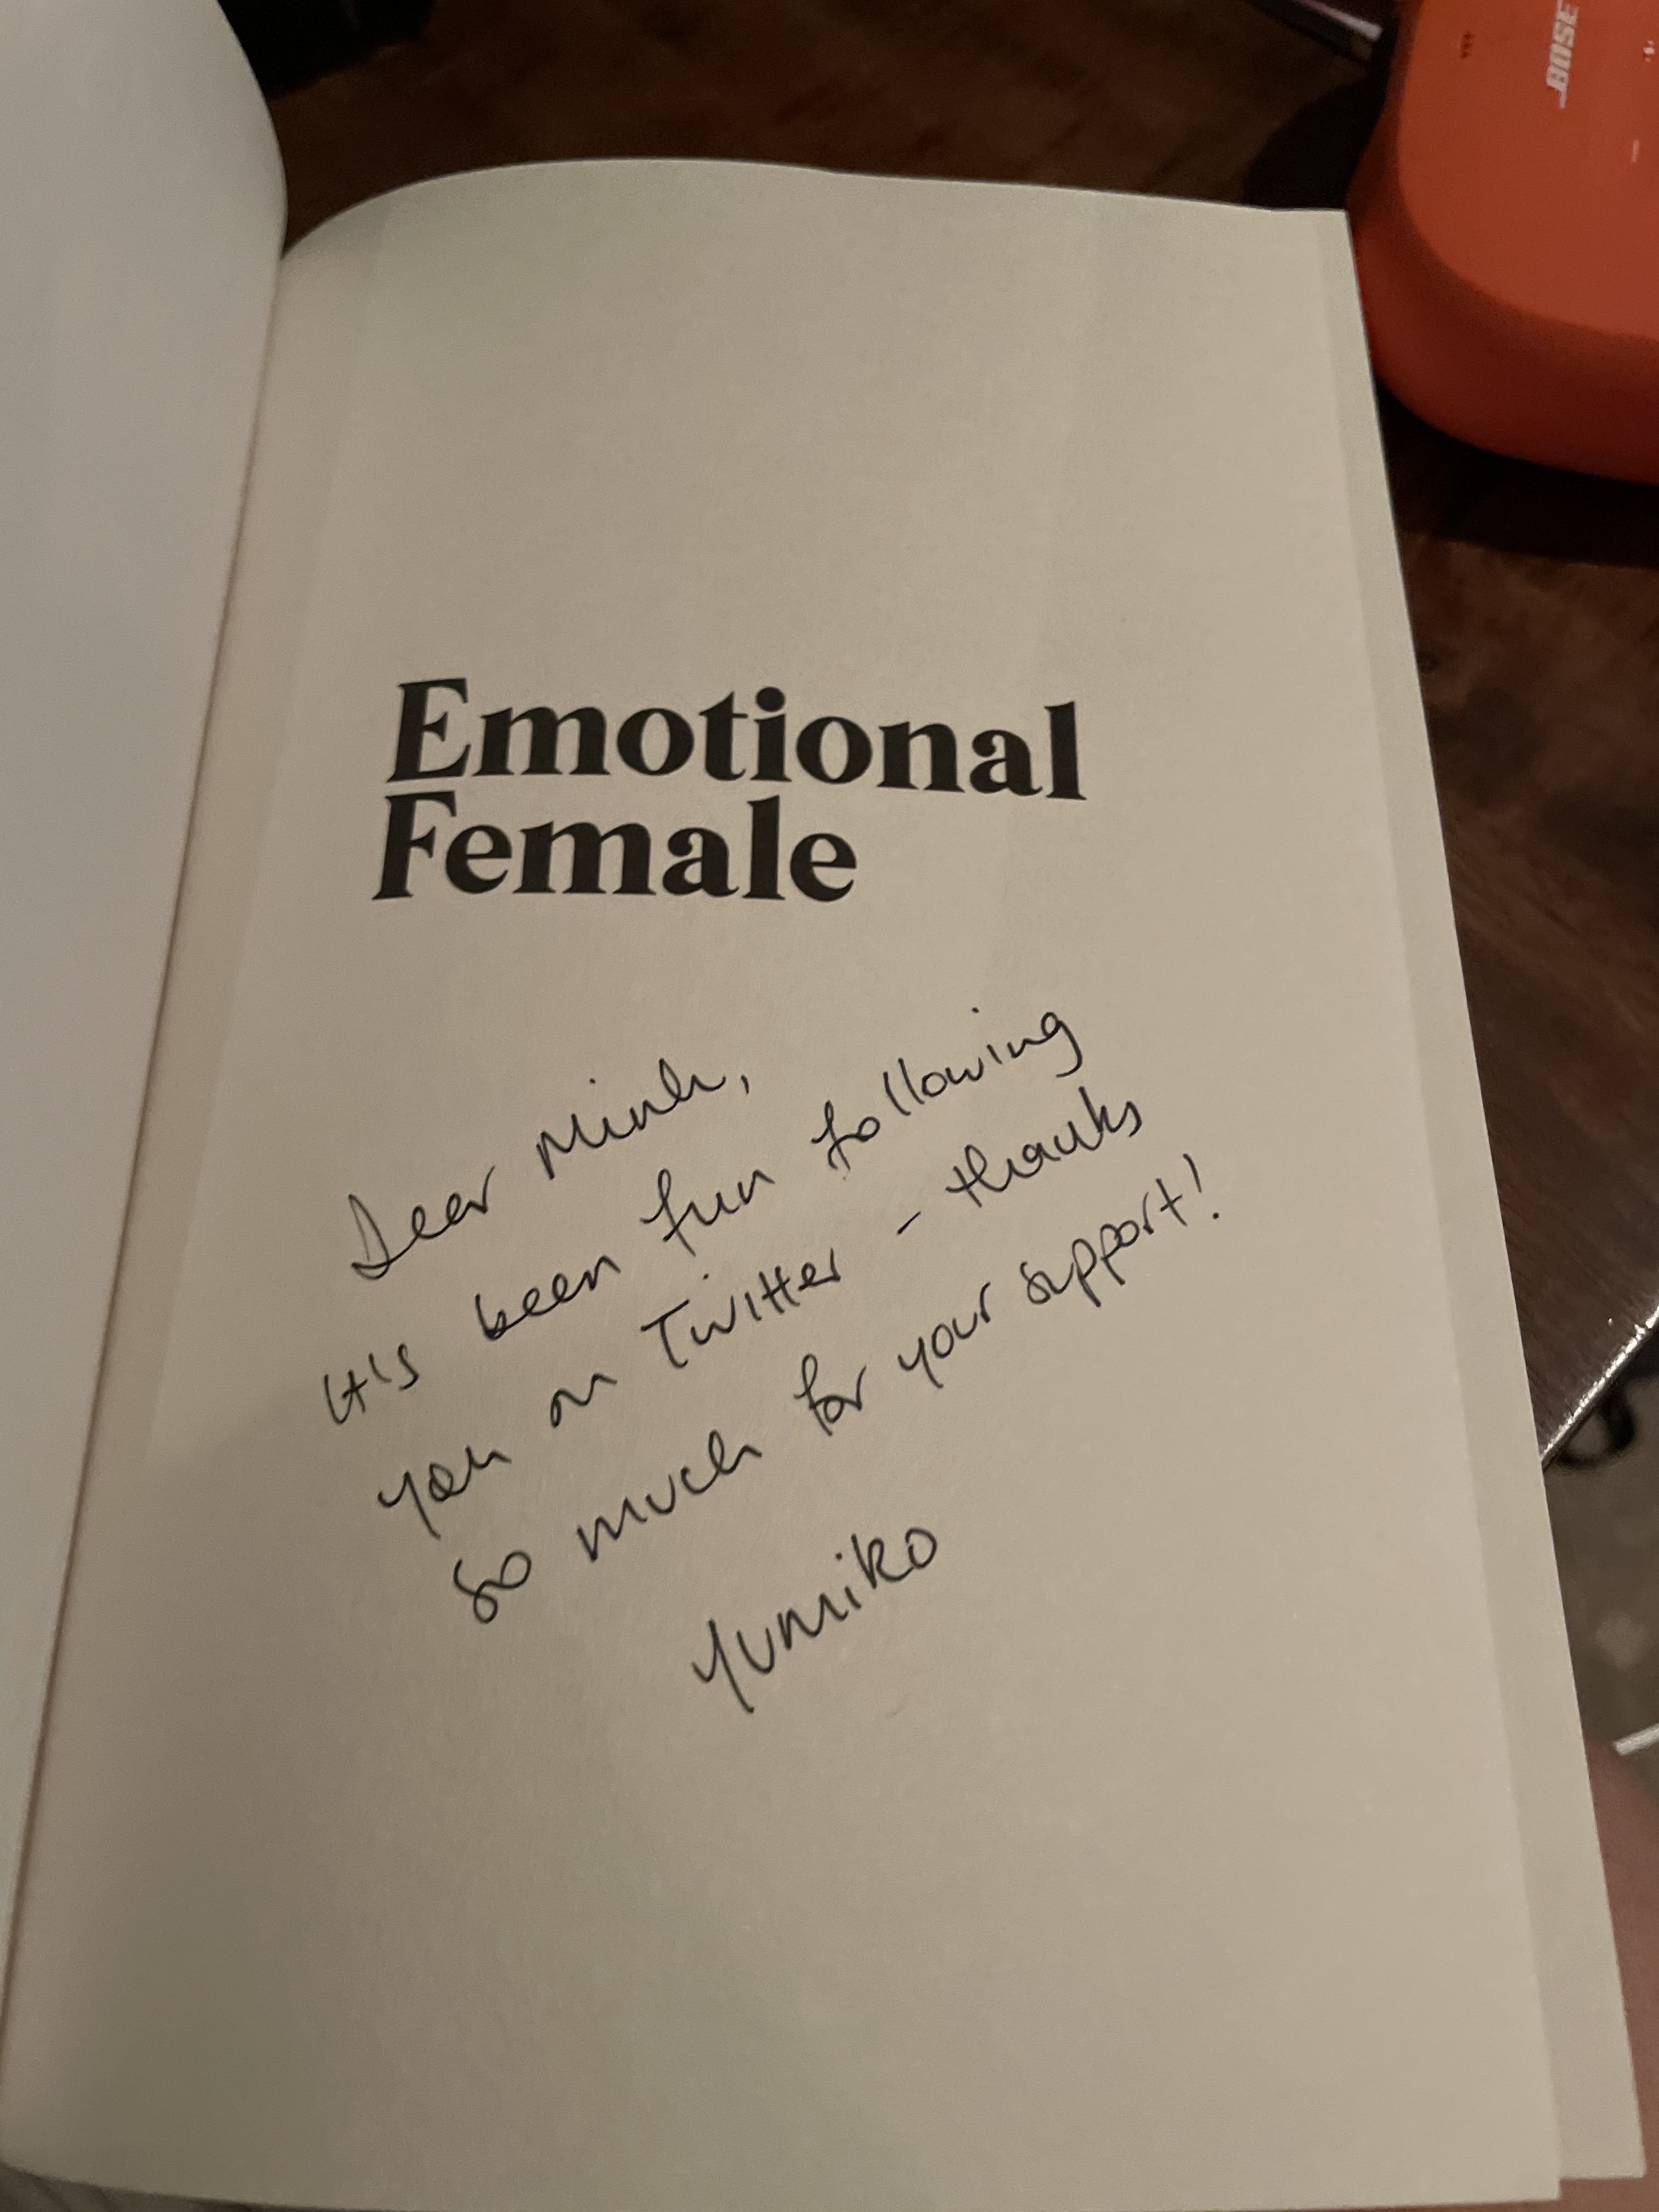 BOSE
Emotional
Female
Dear Minh,
It's been fun following
you on Twitter - thanks
so much for your support!
Yumiko